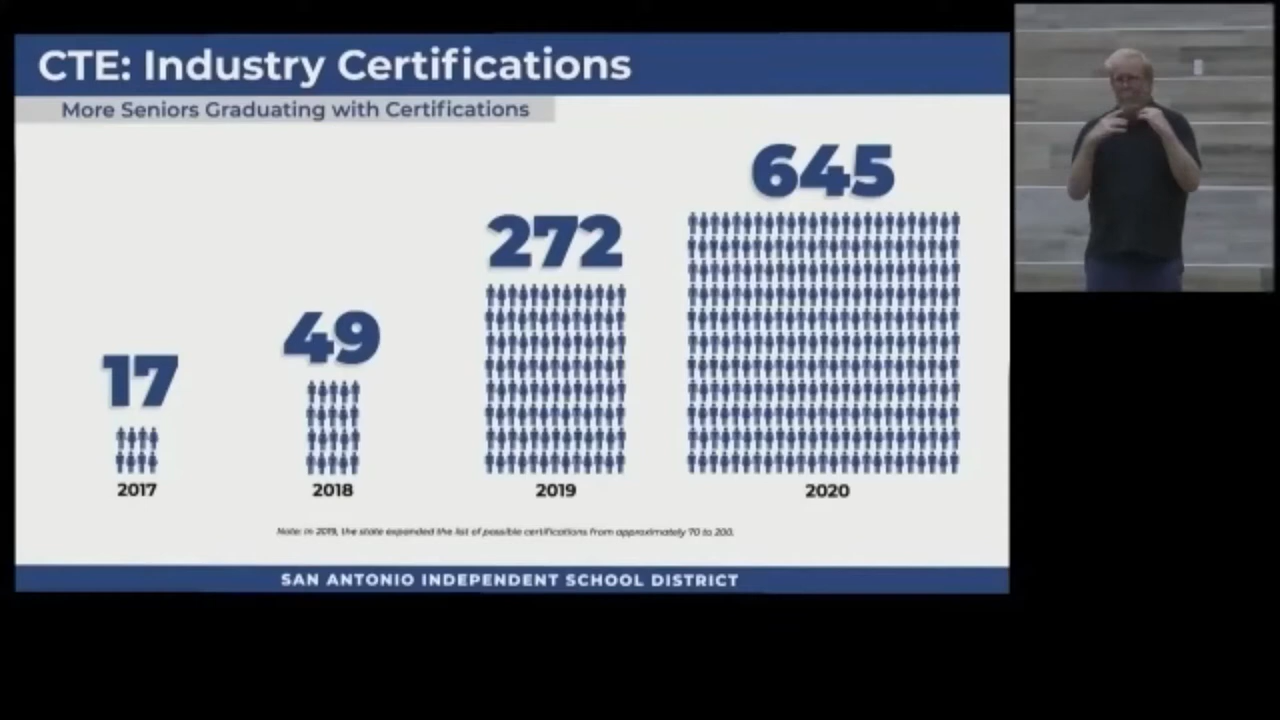 CTE: Industry Certifications
More Seniors Graduating with Certifications
17
49
272
645
2017
2018
2019
2020
Note: In 2019, the state expanded the list of possible certifications from approximately 70 to 200.
SAN ANTONIO INDEPENDENT SCHOOL DISTRICT